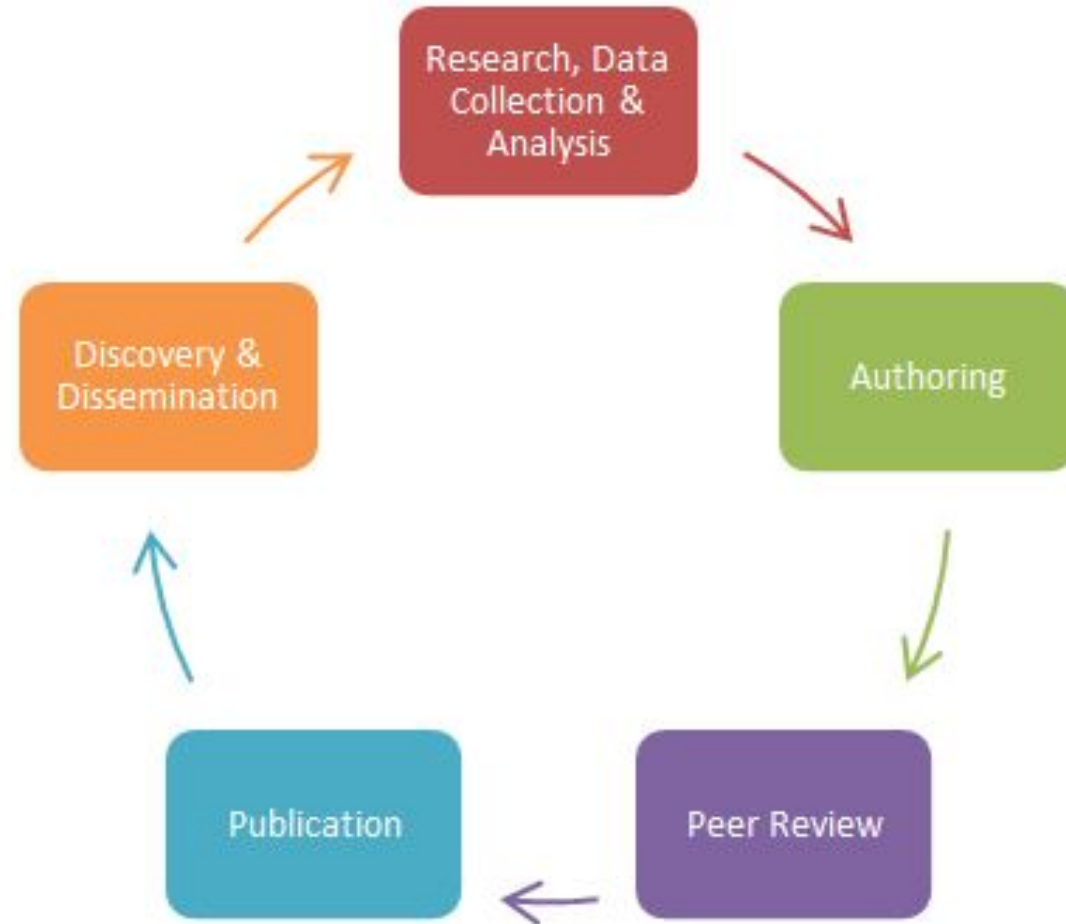 Research, Data
Collection &
Analysis
Authoring
Peer Review
Publication
Discovery &
Dissemination